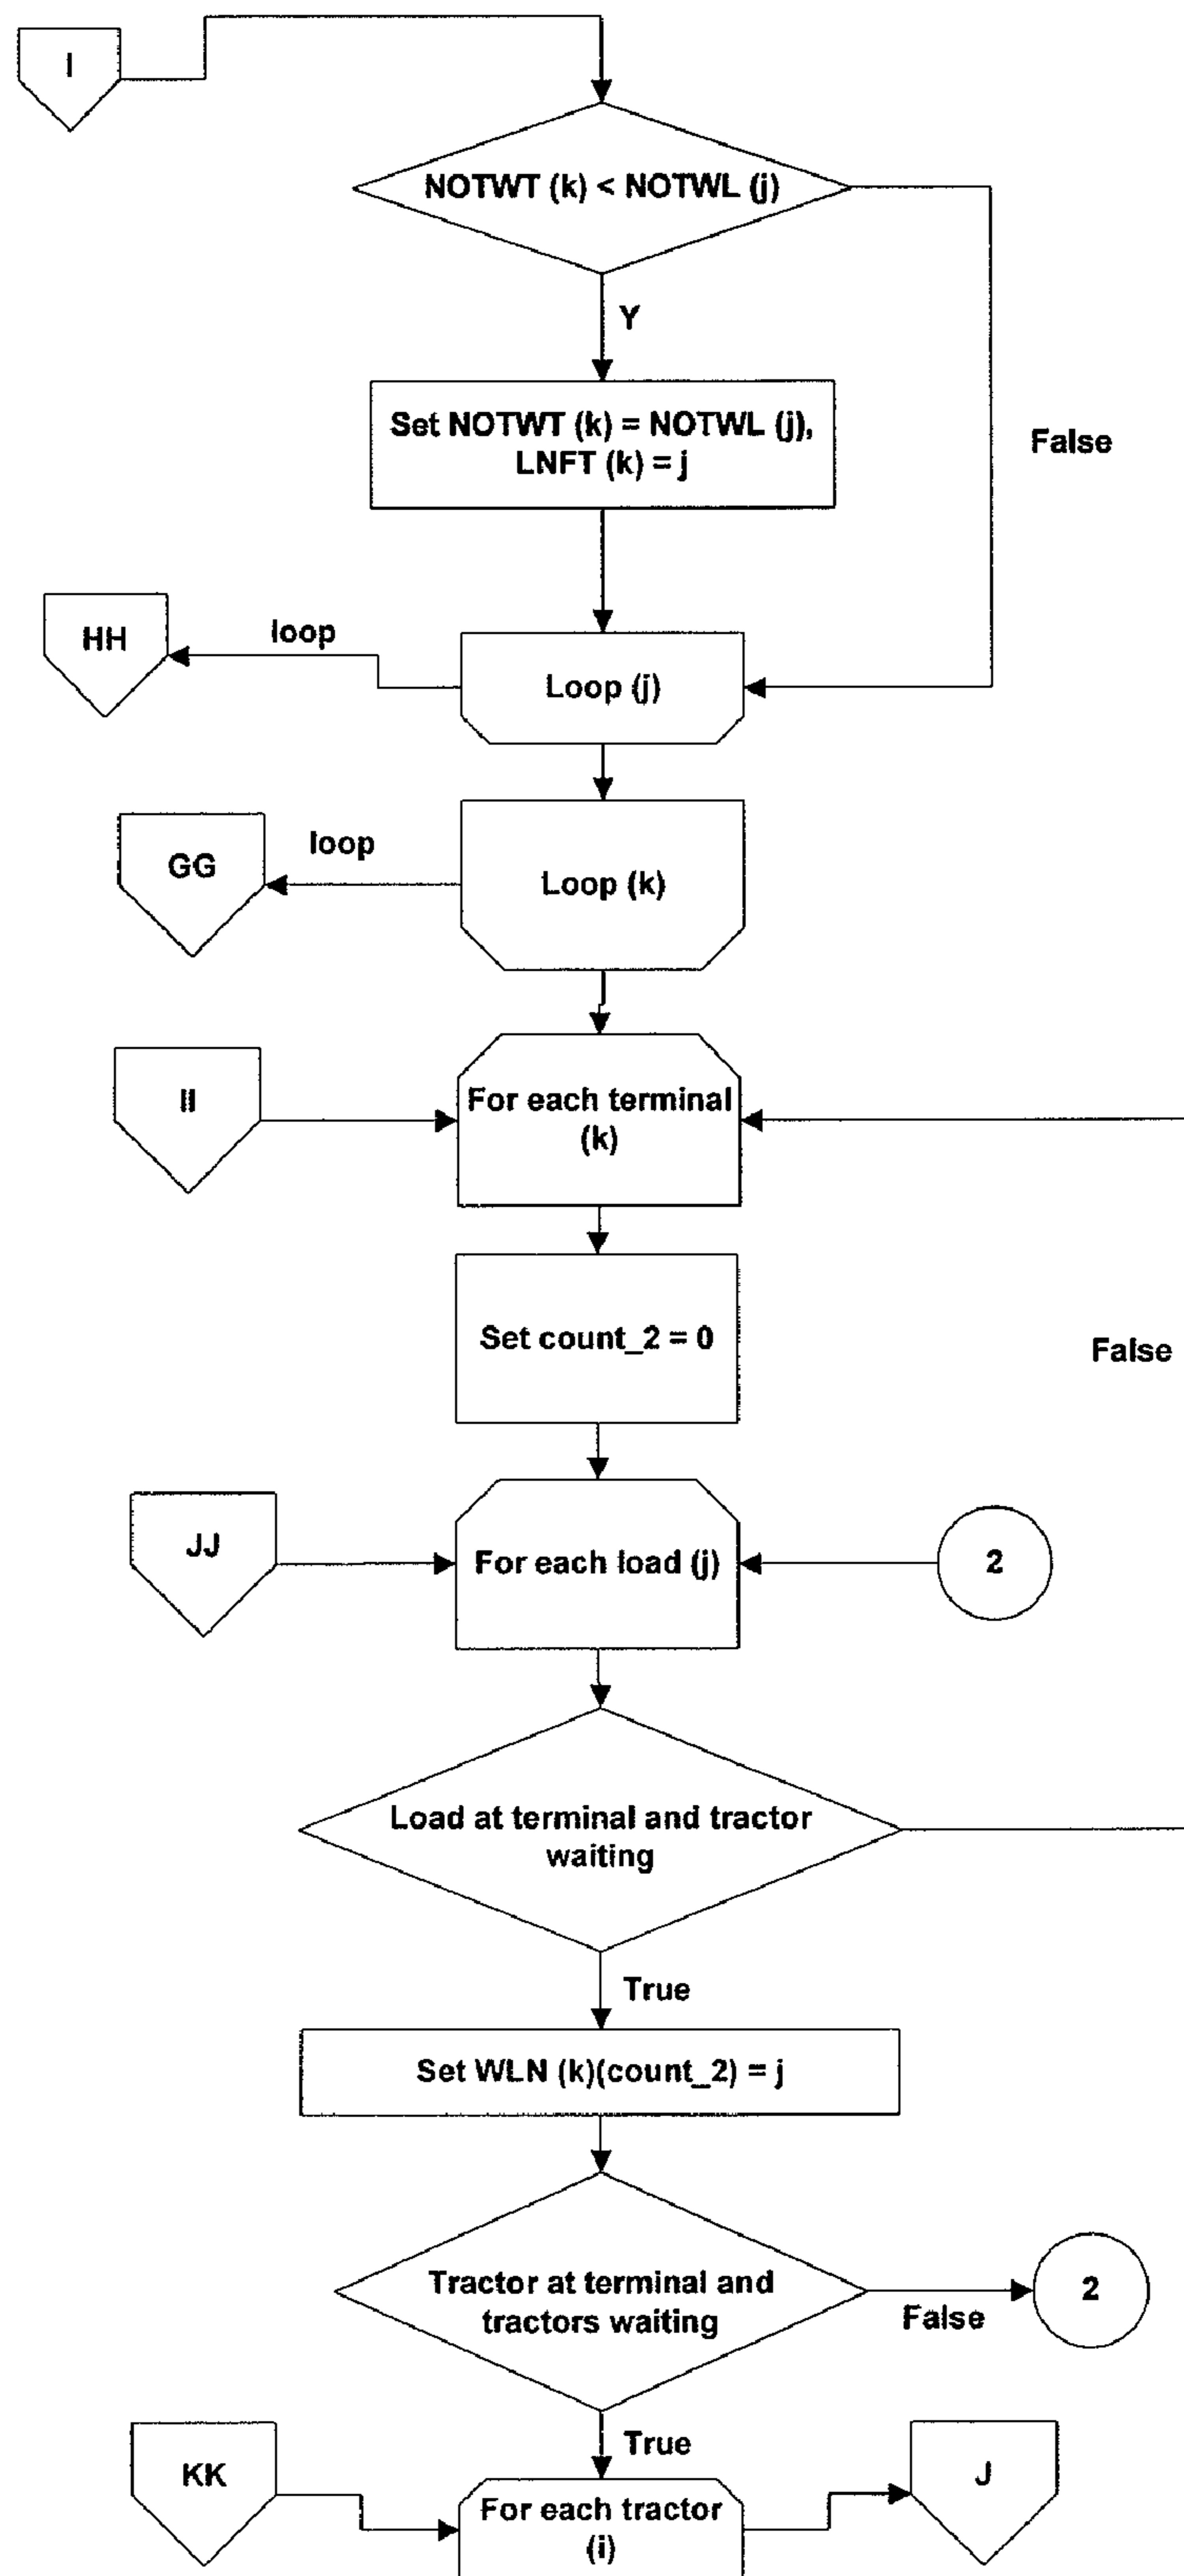 I
NOTWT (k) < NOTWL (j)
Y
Set NOTWT (k) = NOTWL (j),
LNFT (k) = j
False
HH
loop
Loop (j)
GG
loop
Loop (k)
II
For each terminal
(k)
Set count_2 = 0
False
JJ
For each load (j)
2
Load at terminal and tractor
waiting
True
Set WLN (k)(count_2) = j
Tractor at terminal and
tractors waiting
False
2
True
KK
For each tractor
(i)
J